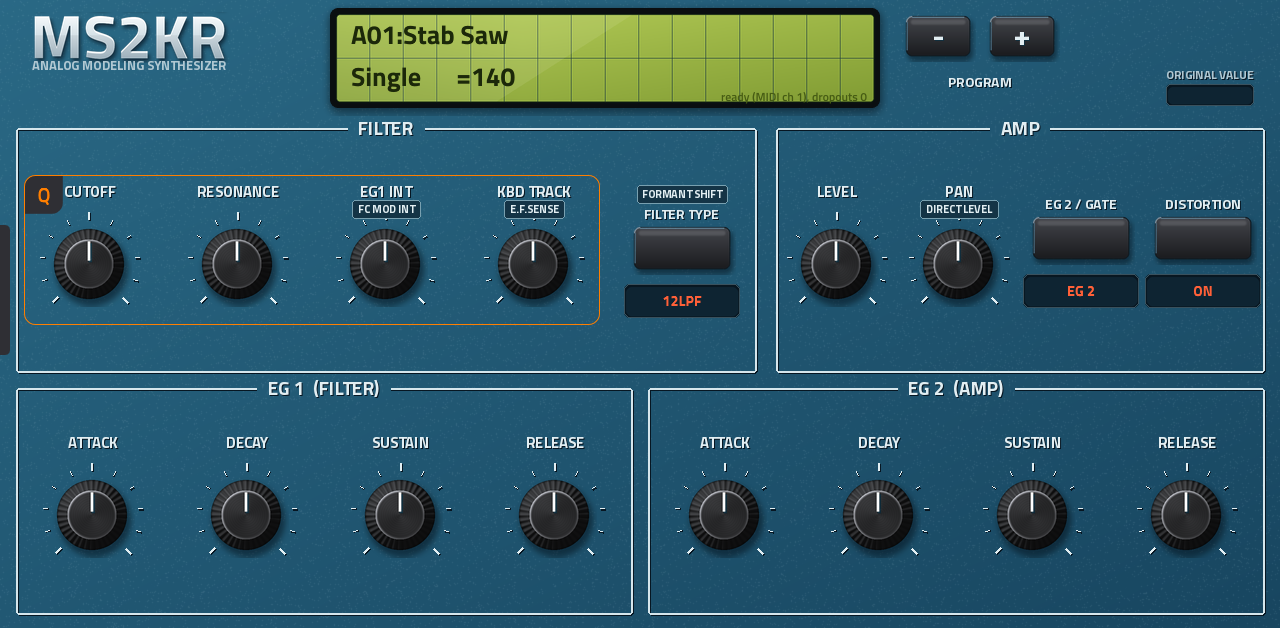 MS2KR
ANALOG MODELING SYNTHESIZER
A01:Stab Saw
Single =140
ready (MIDI ch 1), dropouts 0
-
+
PROGRAM
ORIGINAL VALUE
FILTER
Q
CUTOFF
RESONANCE
EG1 INT
FC MOD INT
KBD TRACK
E.F.SENSE
FORMANT SHIFT
FILTER TYPE
12LPF
AMP
LEVEL
PAN
DIRECT LEVEL
EG 2 / GATE
EG 2
DISTORTION
ON
EG 1 (FILTER)
ATTACK
DECAY
SUSTAIN
RELEASE
EG 2 (AMP)
ATTACK
DECAY
SUSTAIN
RELEASE